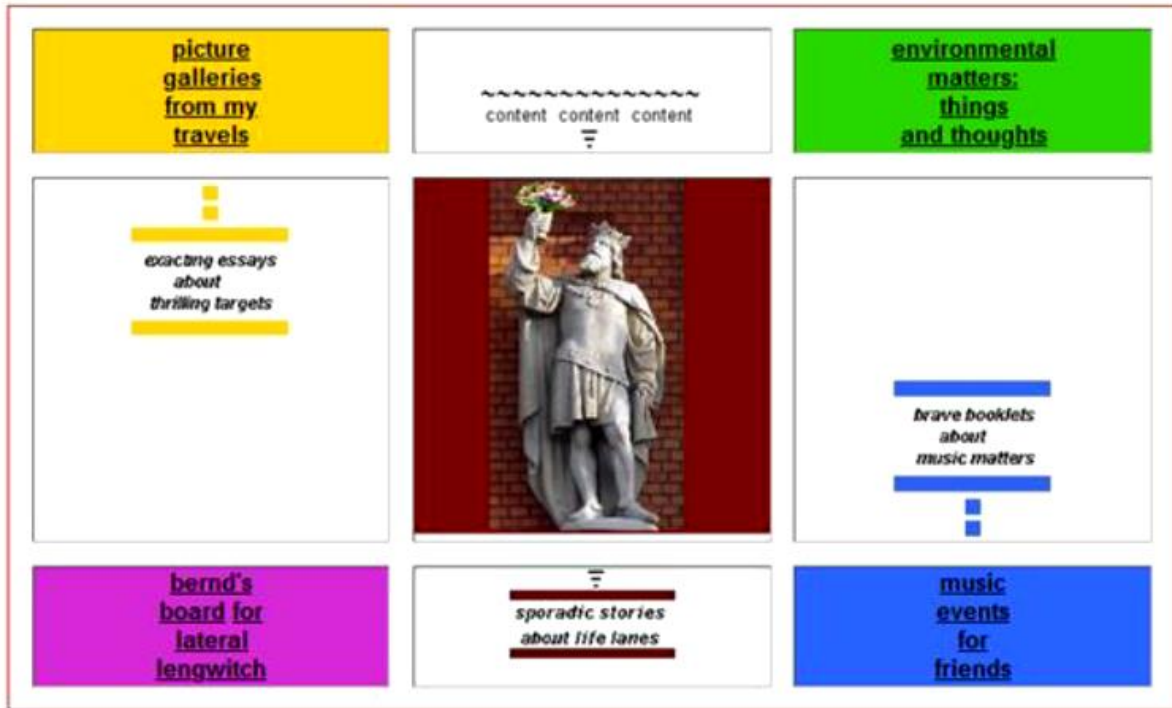 picture
galleries
from my
travels
~~~~~~~~~~~~~~
content content content
environmental
matters:
things
and thoughts
exacting essays
about
thrilling targets
brave booklets
about
music matters
bernd's
board for
lateral
lengwitch
sporadic stories
about life lanes
music
events
for
friends